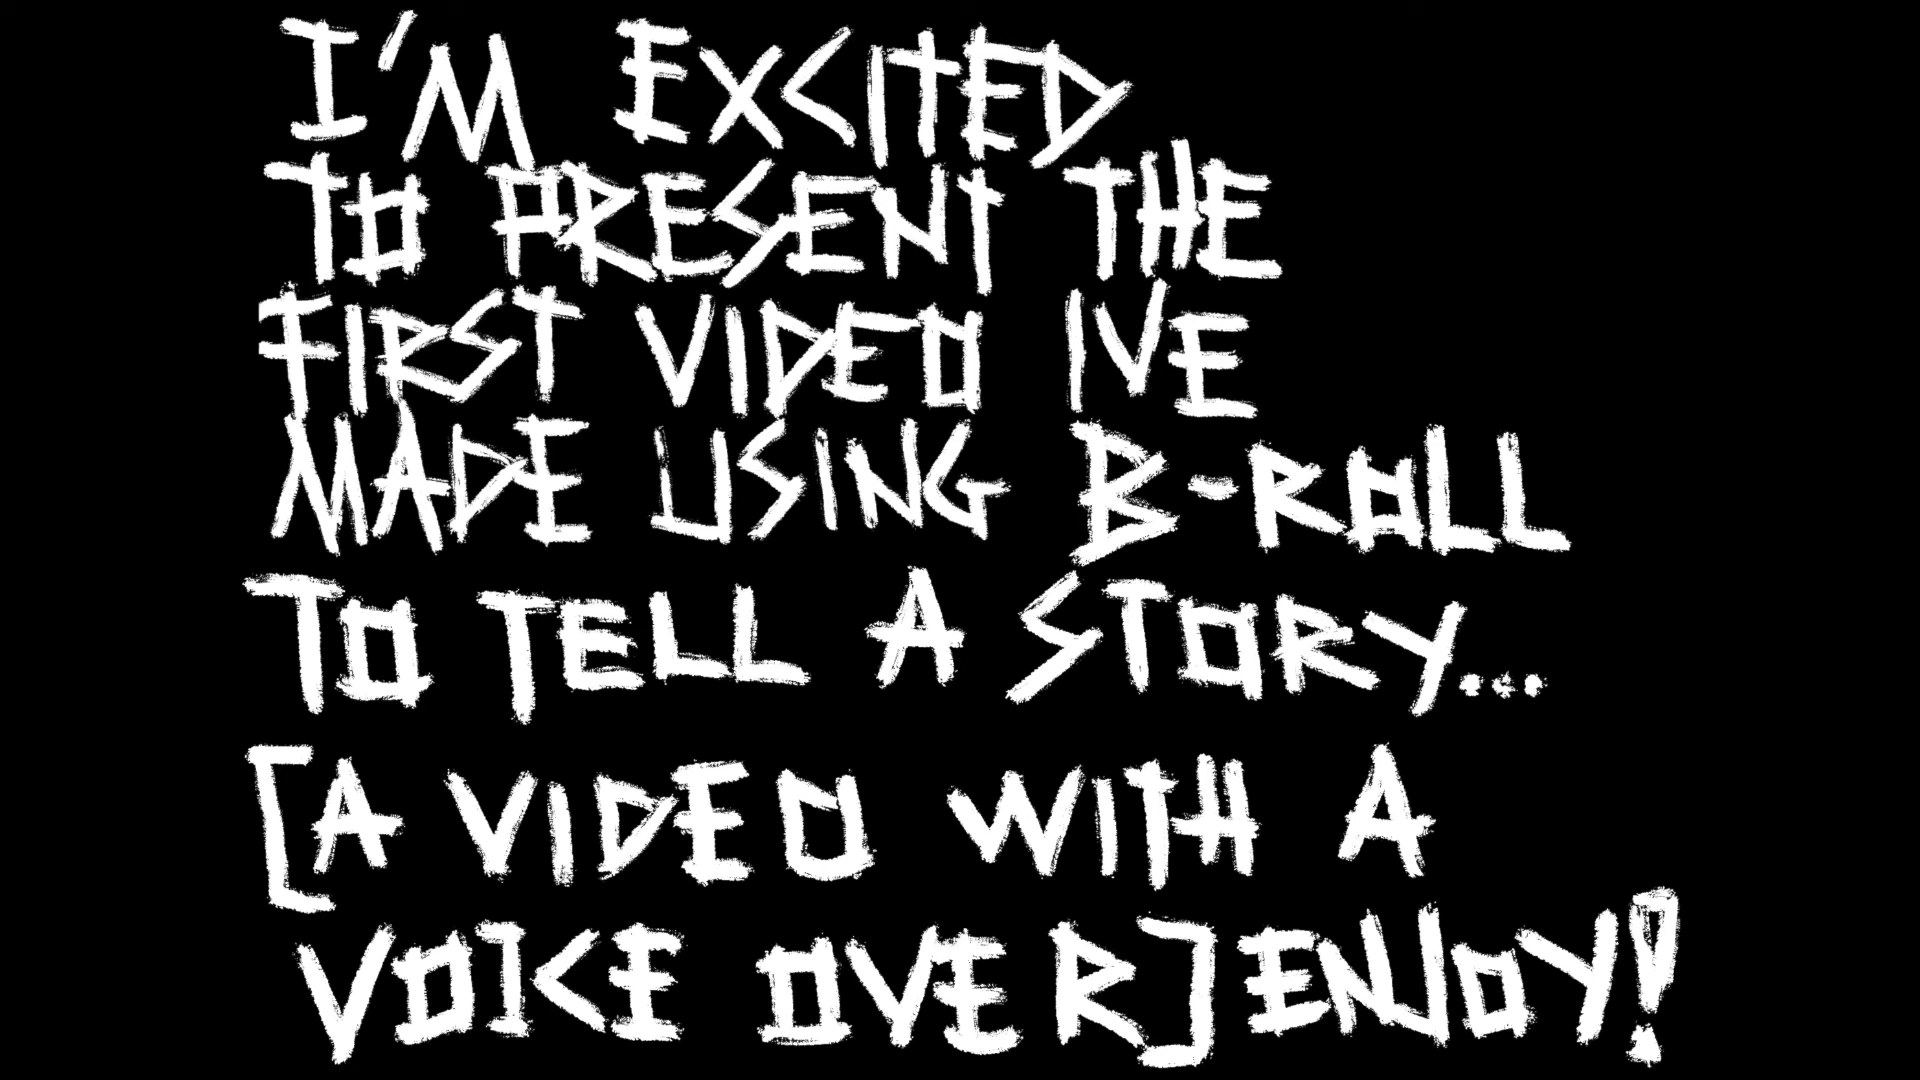 I'M EXCITED
TO PRESENT THE
FIRST VIDEO IVE
MADE USING B-ROLL
TO TELL A STORY...
[A VIDEO WITH A
VOICE OVER] ENJOY!